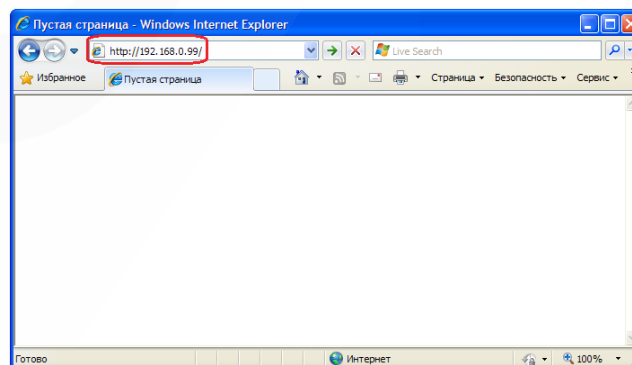 Пустая страница - Windows Internet Explorer
http://192.168.0.99/
Live Search
Избранное
Пустая страница
Страница
Безопасность
Сервис
Готово
Интернет
100%